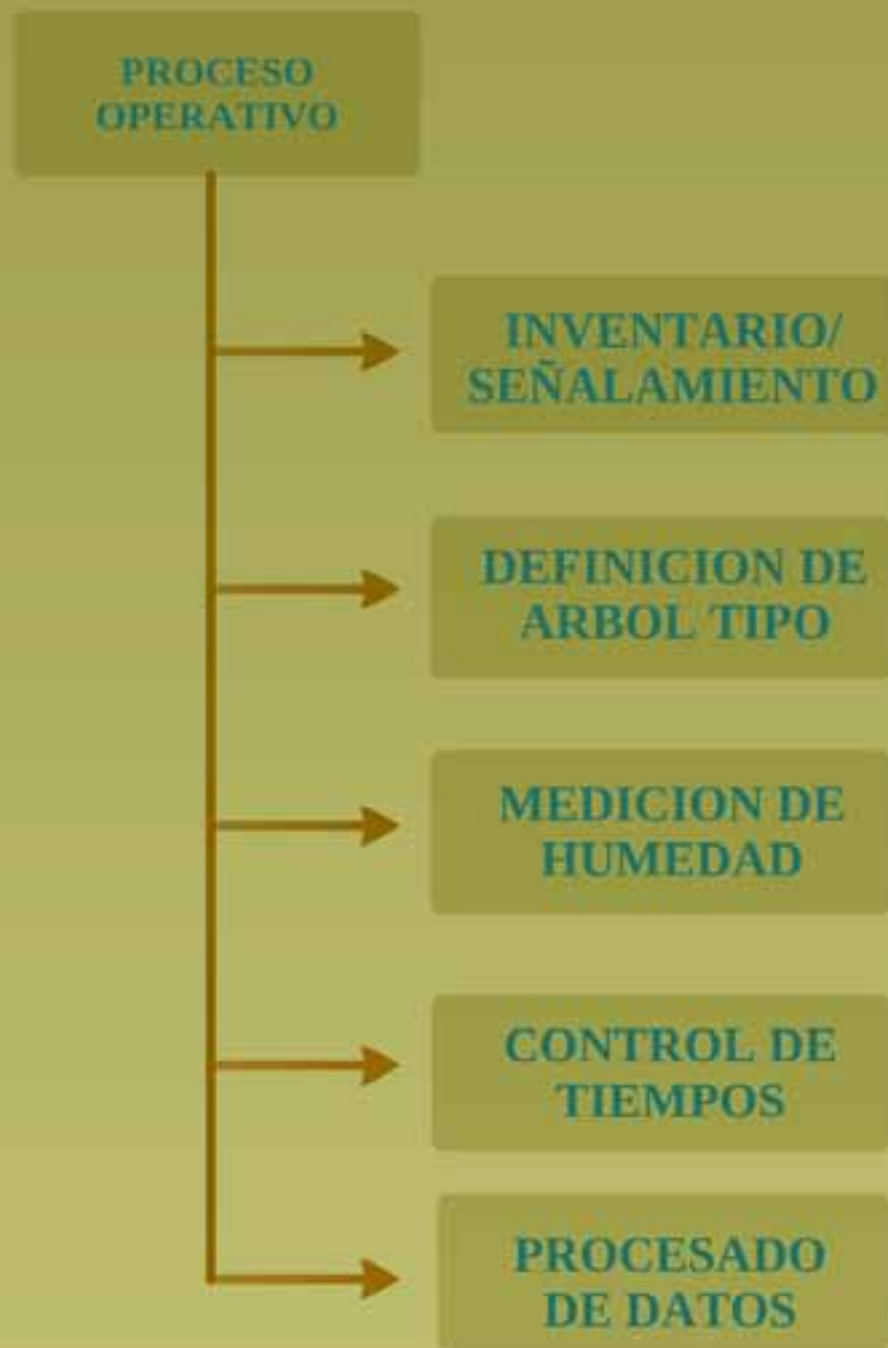 PROCESO
OPERATIVO
INVENTARIO/
SEÑALAMIENTO
DEFINICION DE
ARBOL TIPO
MEDICION DE
HUMEDAD
CONTROL DE
TIEMPOS
PROCESADO
DE DATOS